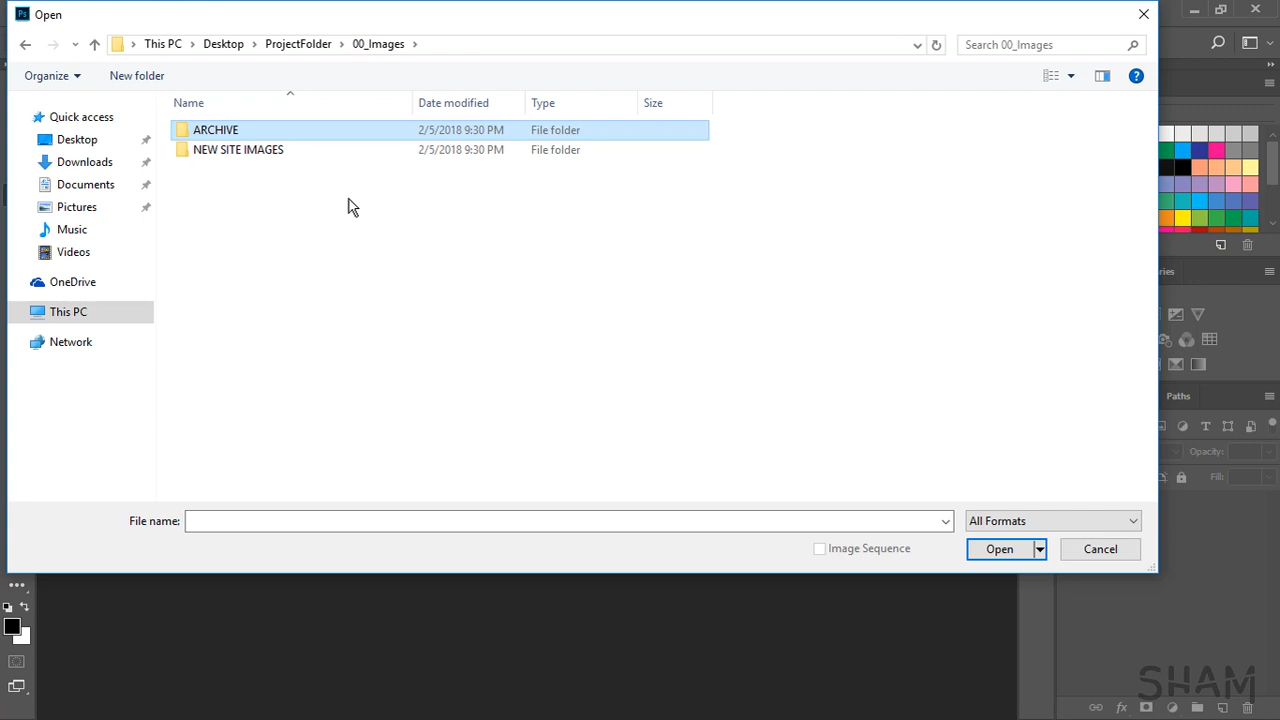 Ps Open
This PC Desktop ProjectFolder 00_Images Search 00_Images
Organize New folder ?
Name Date modified Type Size
Quick access
Desktop
Downloads
Documents
Pictures
Music
Videos
OneDrive
This PC
Network
ARCHIVE 2/5/2018 9:30 PM File folder
NEW SITE IMAGES 2/5/2018 9:30 PM File folder
File name: All Formats
Image Sequence Open Cancel
ries
Paths
Opacity:
Fill:
SHAM
fx